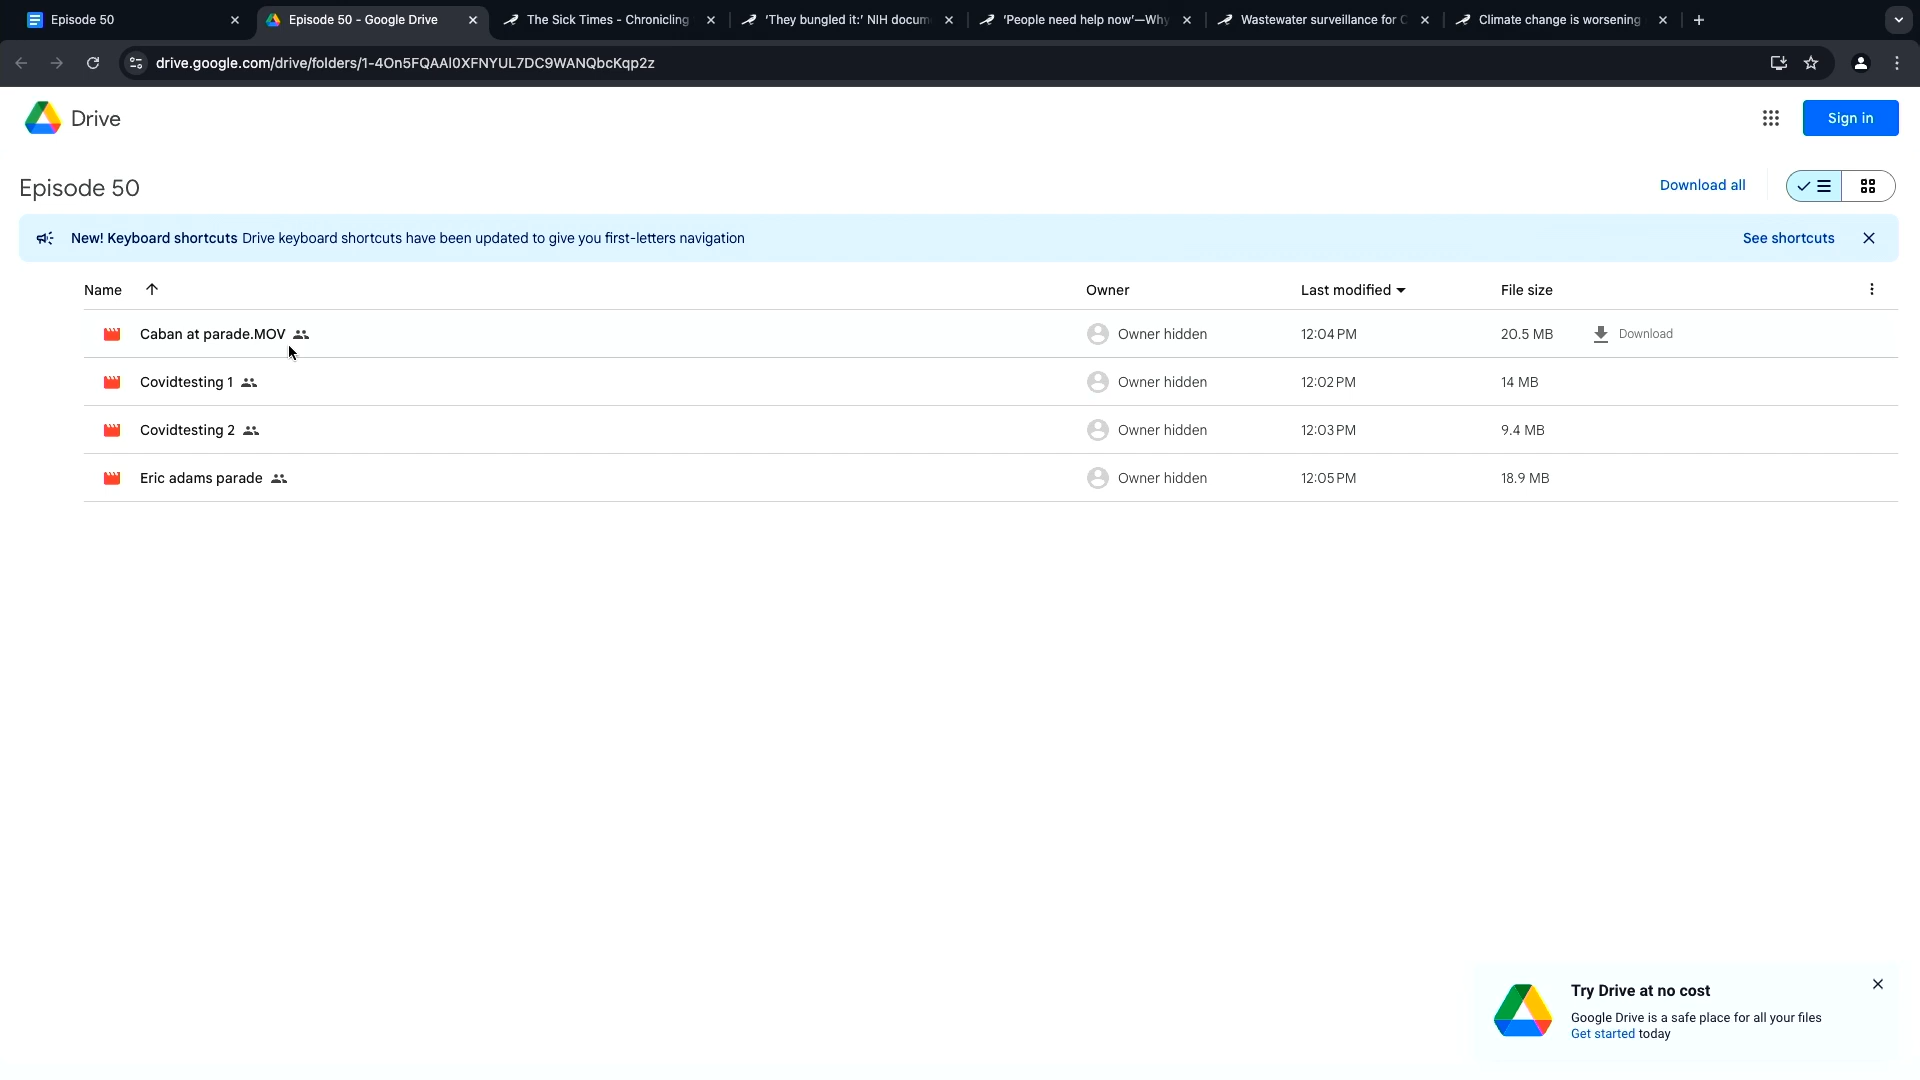 Episode 50
Episode 50 - Google Drive
The Sick Times - Chronicling
‘They bungled it:’ NIH docum
‘People need help now’—Why
Wastewater surveillance for C
Climate change is worsening
drive.google.com/drive/folders/1-4On5FQAAl0XFNYUL7DC9WANQbcKqp2z
Drive
Sign in
Episode 50
Download all
New! Keyboard shortcuts Drive keyboard shortcuts have been updated to give you first-letters navigation
See shortcuts
Name Owner Last modified File size
Caban at parade.MOV Owner hidden 12:04 PM 20.5 MB Download
Covidtesting 1 Owner hidden 12:02 PM 14 MB
Covidtesting 2 Owner hidden 12:03 PM 9.4 MB
Eric adams parade Owner hidden 12:05 PM 18.9 MB
Try Drive at no cost
Google Drive is a safe place for all your files
Get started today